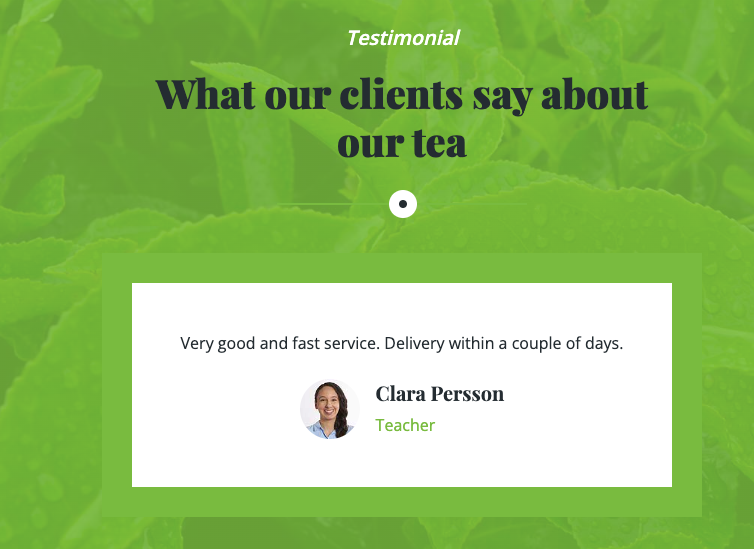 Testimonial
What our clients say about
our tea
Very good and fast service. Delivery within a couple of days.
Clara Persson
Teacher